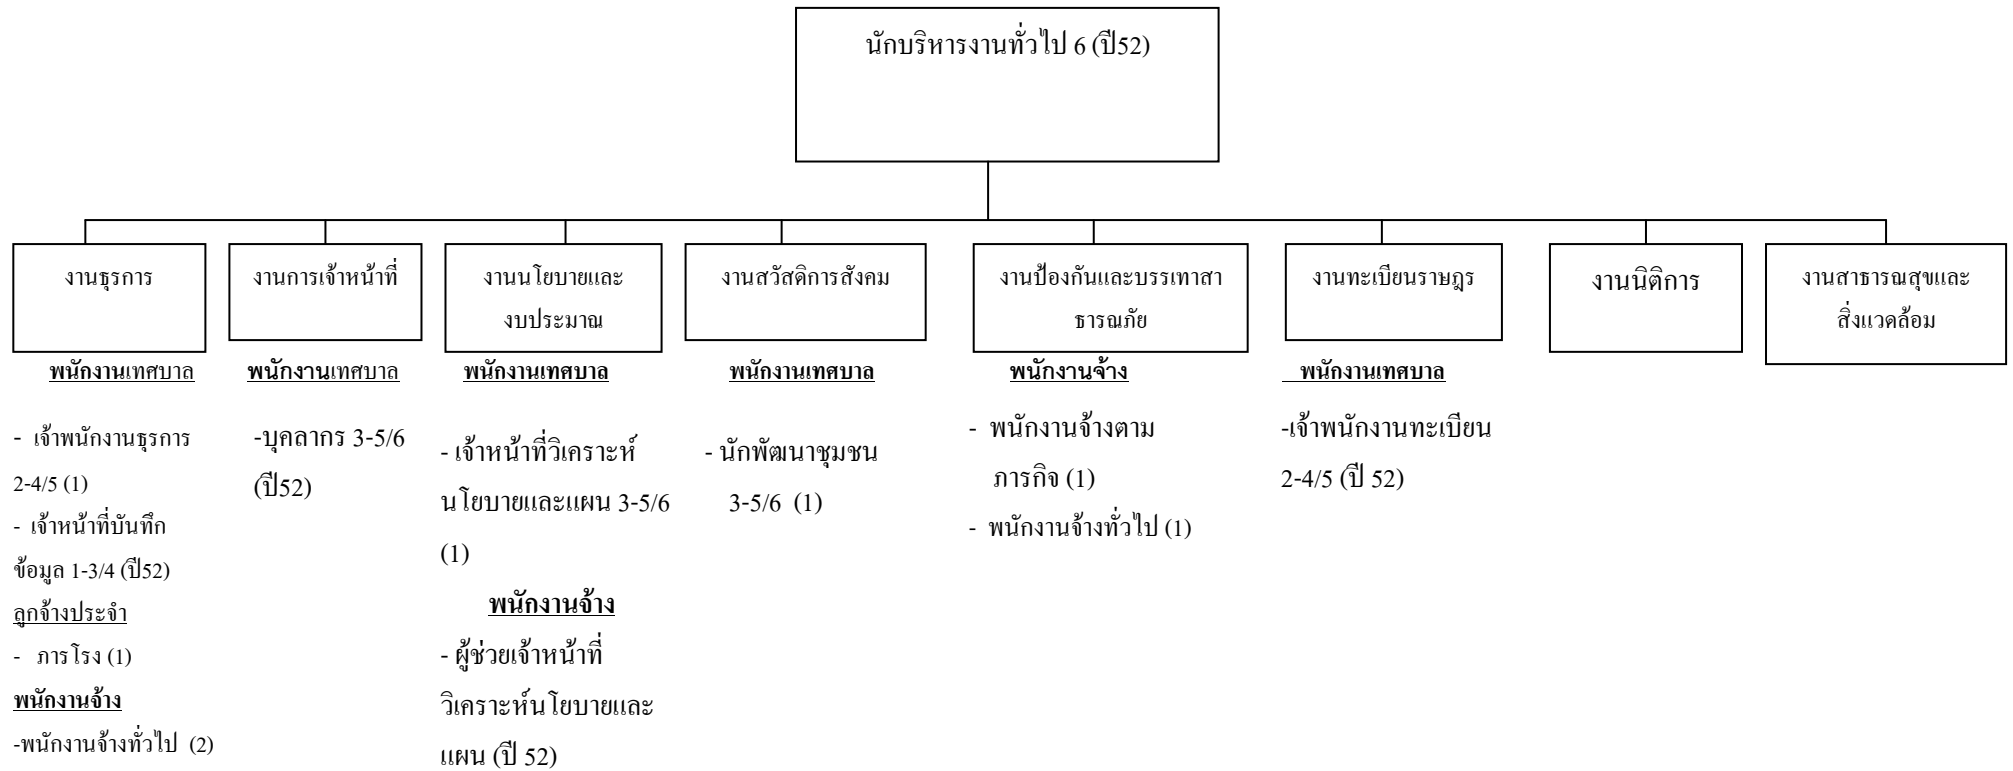 นักบริหารงานทั่วไป 6 (ปี52)
งานธุรการ
งานการเจ้าหน้าที่
งานนโยบายและ
งบประมาณ
งานสวัสดิการสังคม
งานป้องกันและบรรเทาสา
ธารณภัย
งานทะเบียนราษฎร
งานนิติการ
งานสาธารณสุขและ
สิ่งแวดล้อม
พนักงานเทศบาล
- เจ้าพนักงานธุรการ
2-4/5 (1)
- เจ้าหน้าที่บันทึก
ข้อมูล 1-3/4 (ปี52)
ลูกจ้างประจำ
- ภารโรง (1)
พนักงานจ้าง
-พนักงานจ้างทั่วไป (2)
พนักงานเทศบาล
-บุคลากร 3-5/6
(ปี52)
พนักงานเทศบาล
- เจ้าหน้าที่วิเคราะห์
นโยบายและแผน 3-5/6
(1)
พนักงานจ้าง
- ผู้ช่วยเจ้าหน้าที่
วิเคราะห์นโยบายและ
แผน (ปี 52)
พนักงานเทศบาล
- นักพัฒนาชุมชน
3-5/6 (1)
พนักงานจ้าง
- พนักงานจ้างตาม
ภารกิจ (1)
- พนักงานจ้างทั่วไป (1)
พนักงานเทศบาล
-เจ้าพนักงานทะเบียน
2-4/5 (ปี 52)